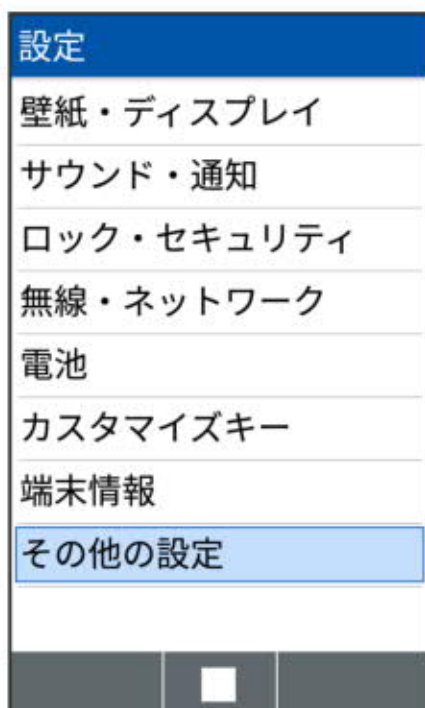 設定
壁紙・ディスプレイ
サウンド・通知
ロック・セキュリティ
無線・ネットワーク
電池
カスタマイズキー
端末情報
その他の設定